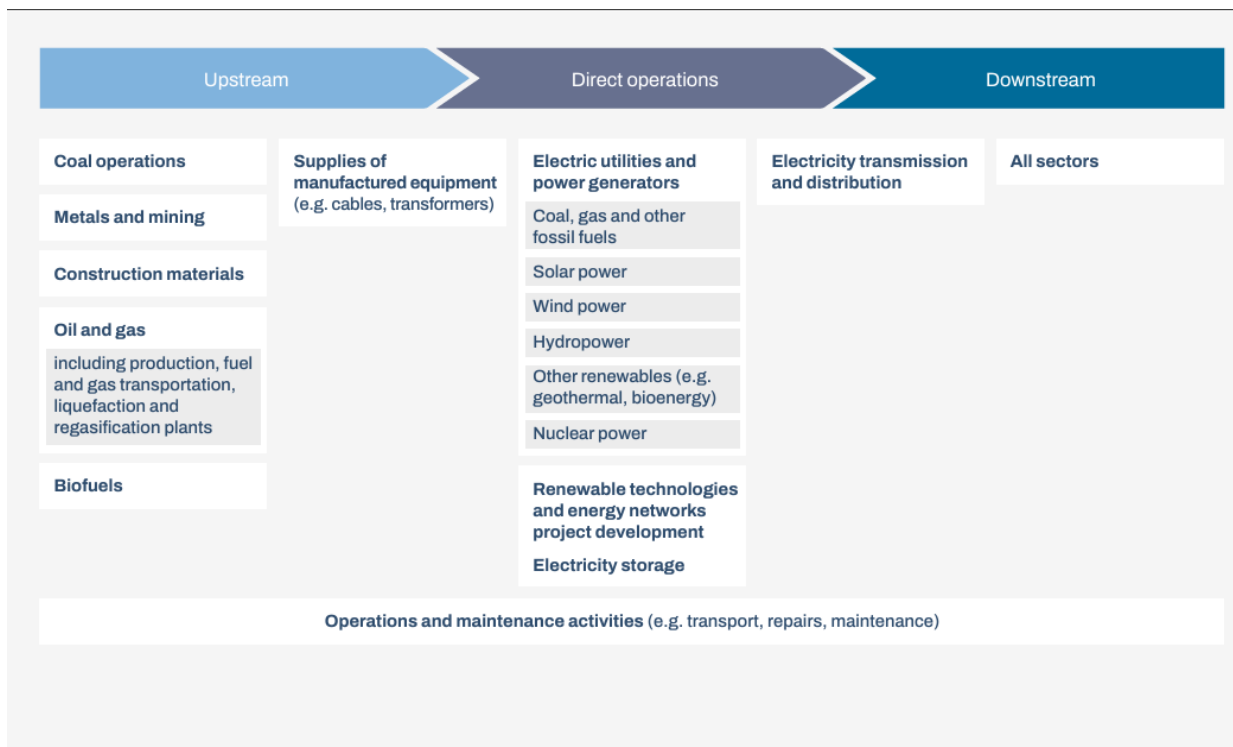 Upstream
Direct operations
Downstream
Coal operations
Metals and mining
Construction materials
Oil and gas
including production, fuel
and gas transportation,
liquefaction and
regasification plants
Biofuels
Supplies of
manufactured equipment
(e.g. cables, transformers)
Electric utilities and
power generators
Coal, gas and other
fossil fuels
Solar power
Wind power
Hydropower
Other renewables (e.g.
geothermal, bioenergy)
Nuclear power
Renewable technologies
and energy networks
project development
Electricity storage
Electricity transmission
and distribution
All sectors
Operations and maintenance activities (e.g. transport, repairs, maintenance)